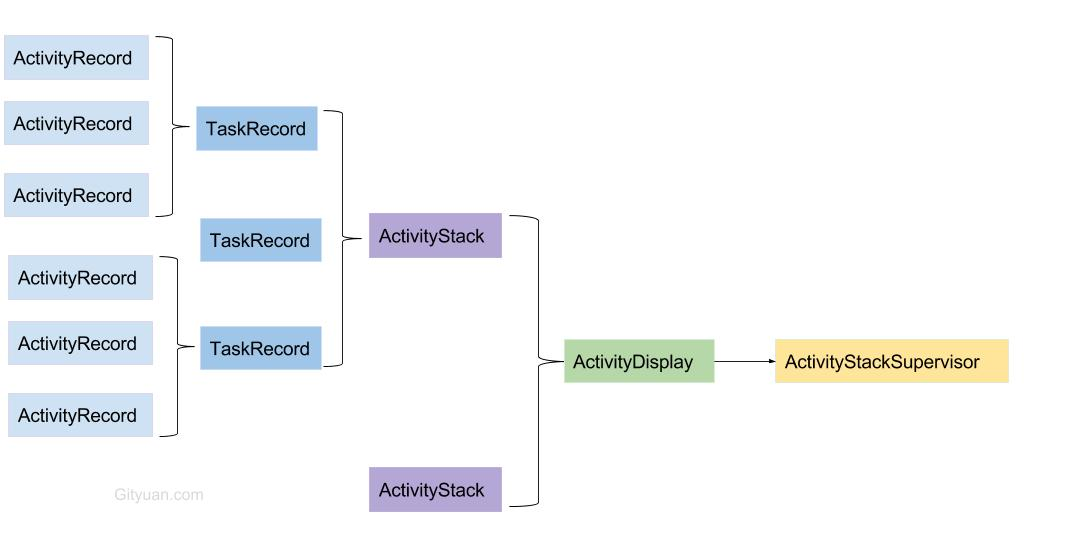 ActivityRecord
ActivityRecord
ActivityRecord
TaskRecord
TaskRecord
ActivityRecord
ActivityRecord
ActivityRecord
TaskRecord
ActivityStack
ActivityStack
ActivityDisplay
ActivityStackSupervisor
Gityuan.com